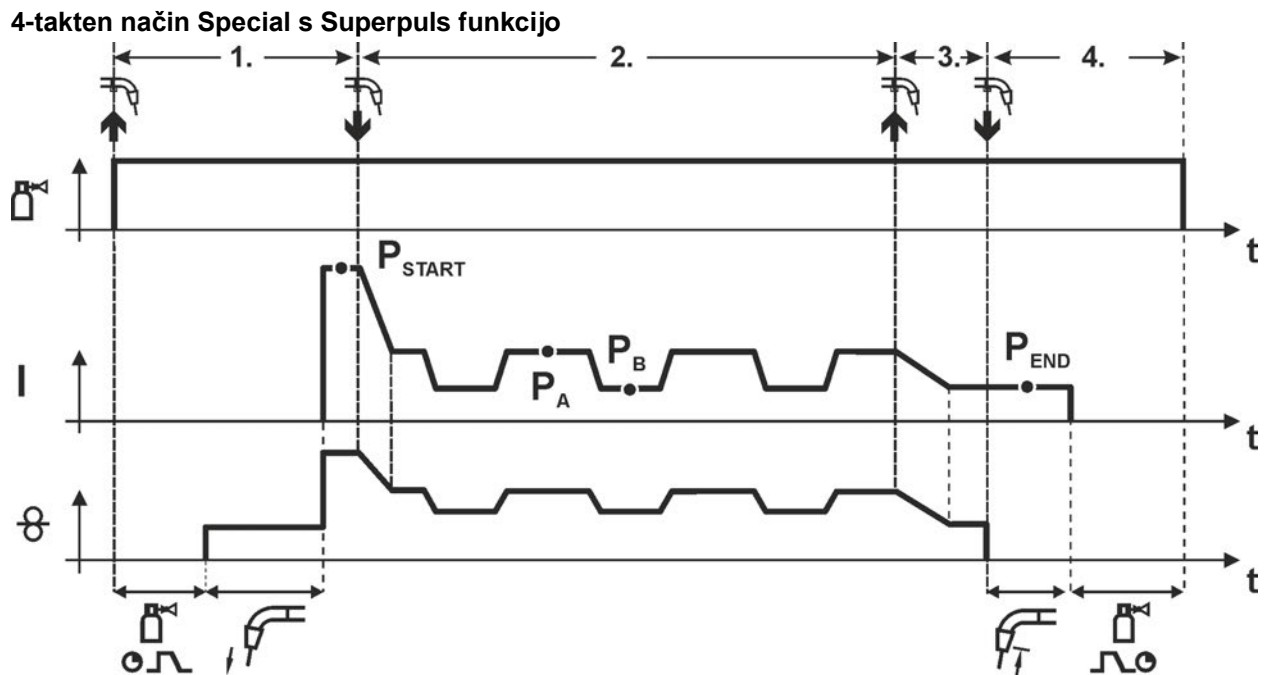 4-takten način Special s Superpuls funkcijo
1. 2. 3. 4.
t
P START
P A
P B
P END
I
t
t